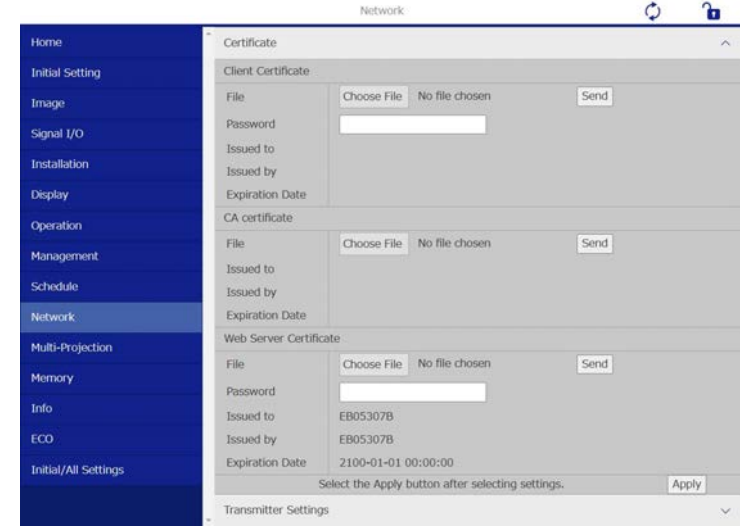 Network
Home
Initial Setting
Image
Signal I/O
Installation
Display
Operation
Management
Schedule
Network
Multi-Projection
Memory
Info
ECO
Initial/All Settings
Certificate
Client Certificate
File Choose File No file chosen Send
Password
Issued to
Issued by
Expiration Date
CA certificate
File Choose File No file chosen Send
Issued to
Issued by
Expiration Date
Web Server Certificate
File Choose File No file chosen Send
Password
Issued to EB05307B
Issued by EB05307B
Expiration Date 2100-01-01 00:00:00
Select the Apply button after selecting settings. Apply
Transmitter Settings